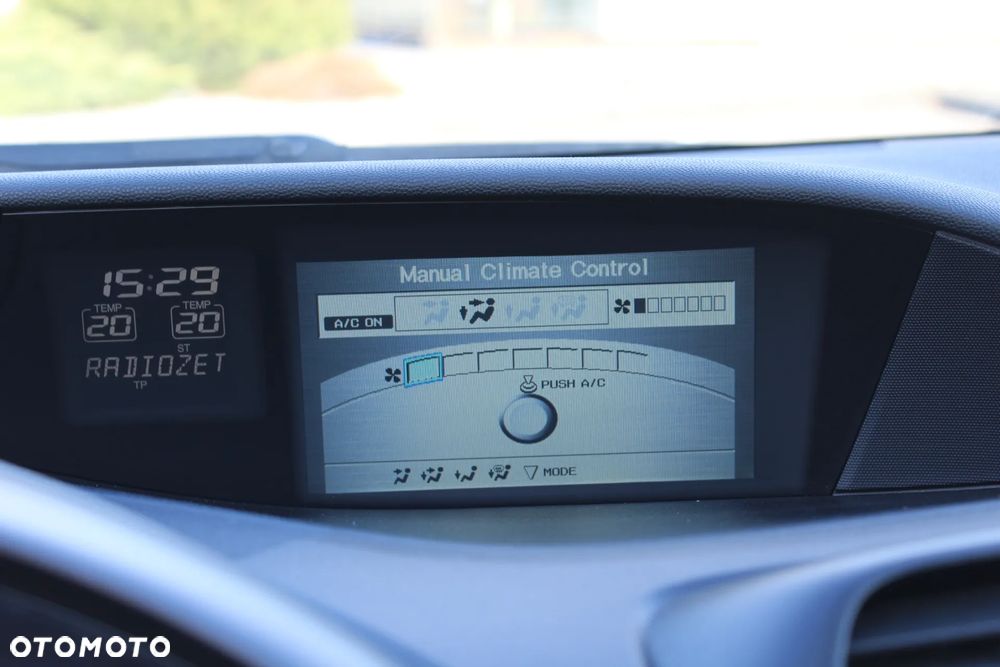 15:29
TEMP TEMP
20 20
ST
RADIOZET
TP
Manual Climate Control
A/C ON
PUSH A/C
MODE
OTOMOTO